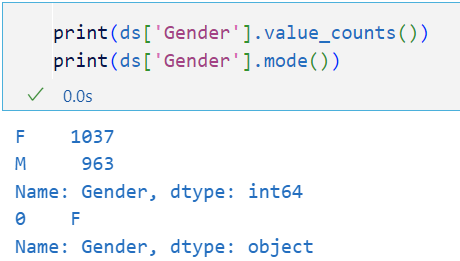 print(ds['Gender'].value_counts())
print(ds['Gender'].mode())
0.0s
F    1037
M     963
Name: Gender, dtype: int64
0    F
Name: Gender, dtype: object